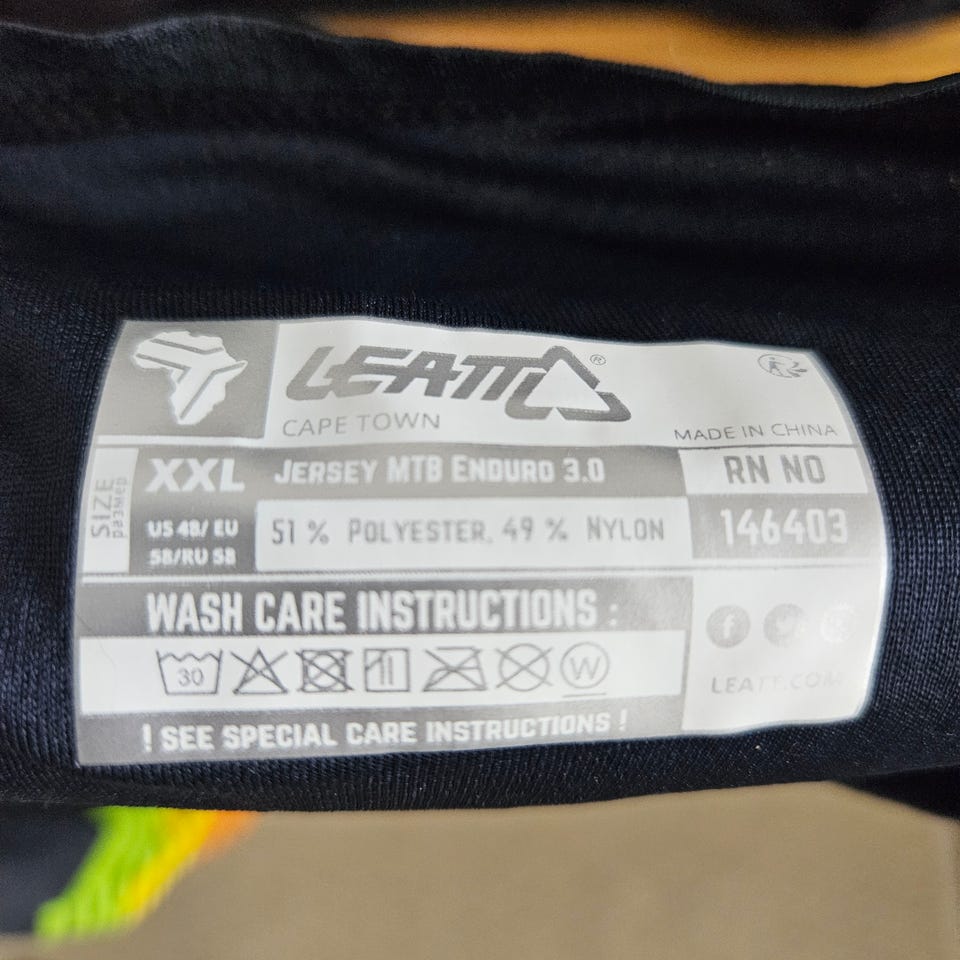 LEATT®
CAPE TOWN
MADE IN CHINA
SIZE
размер
XXL
JERSEY MTB ENDURO 3.0
RN NO
US 48/ EU
58/RU 58
51 % POLYESTER, 49 % NYLON
146403
WASH CARE INSTRUCTIONS :
30
W
LEATT.COM
! SEE SPECIAL CARE INSTRUCTIONS !